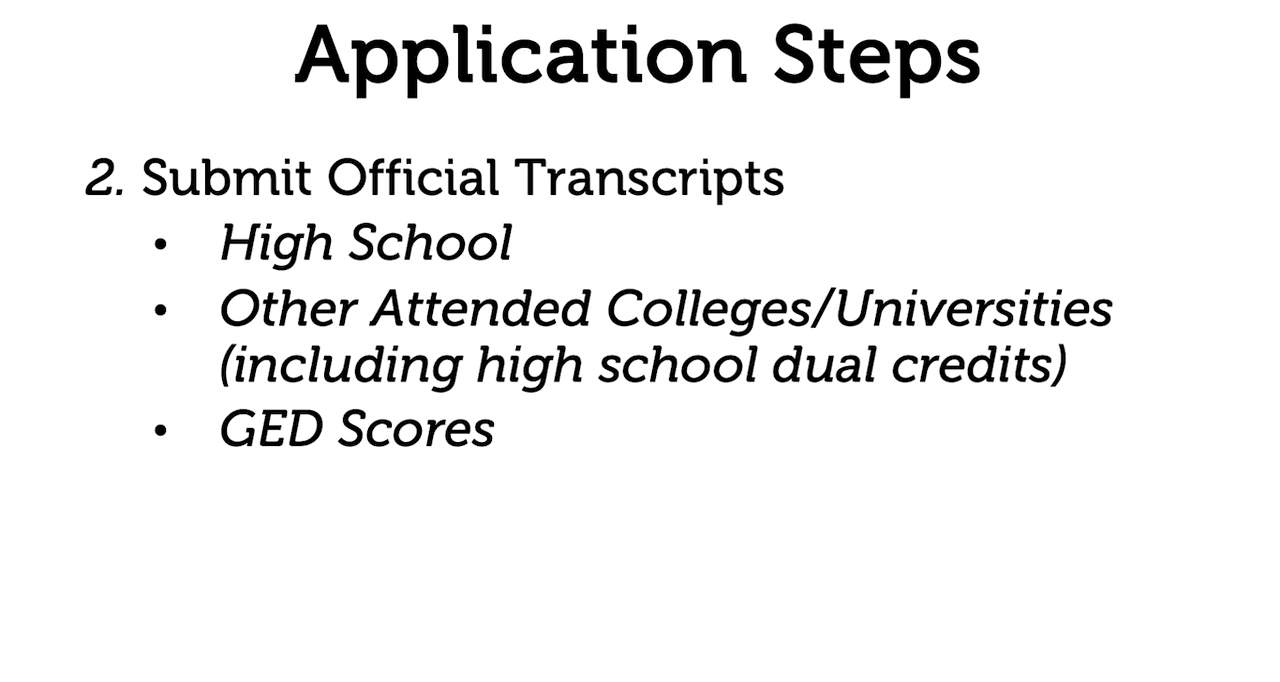 Application Steps
2. Submit Official Transcripts
• High School
• Other Attended Colleges/Universities
(including high school dual credits)
• GED Scores